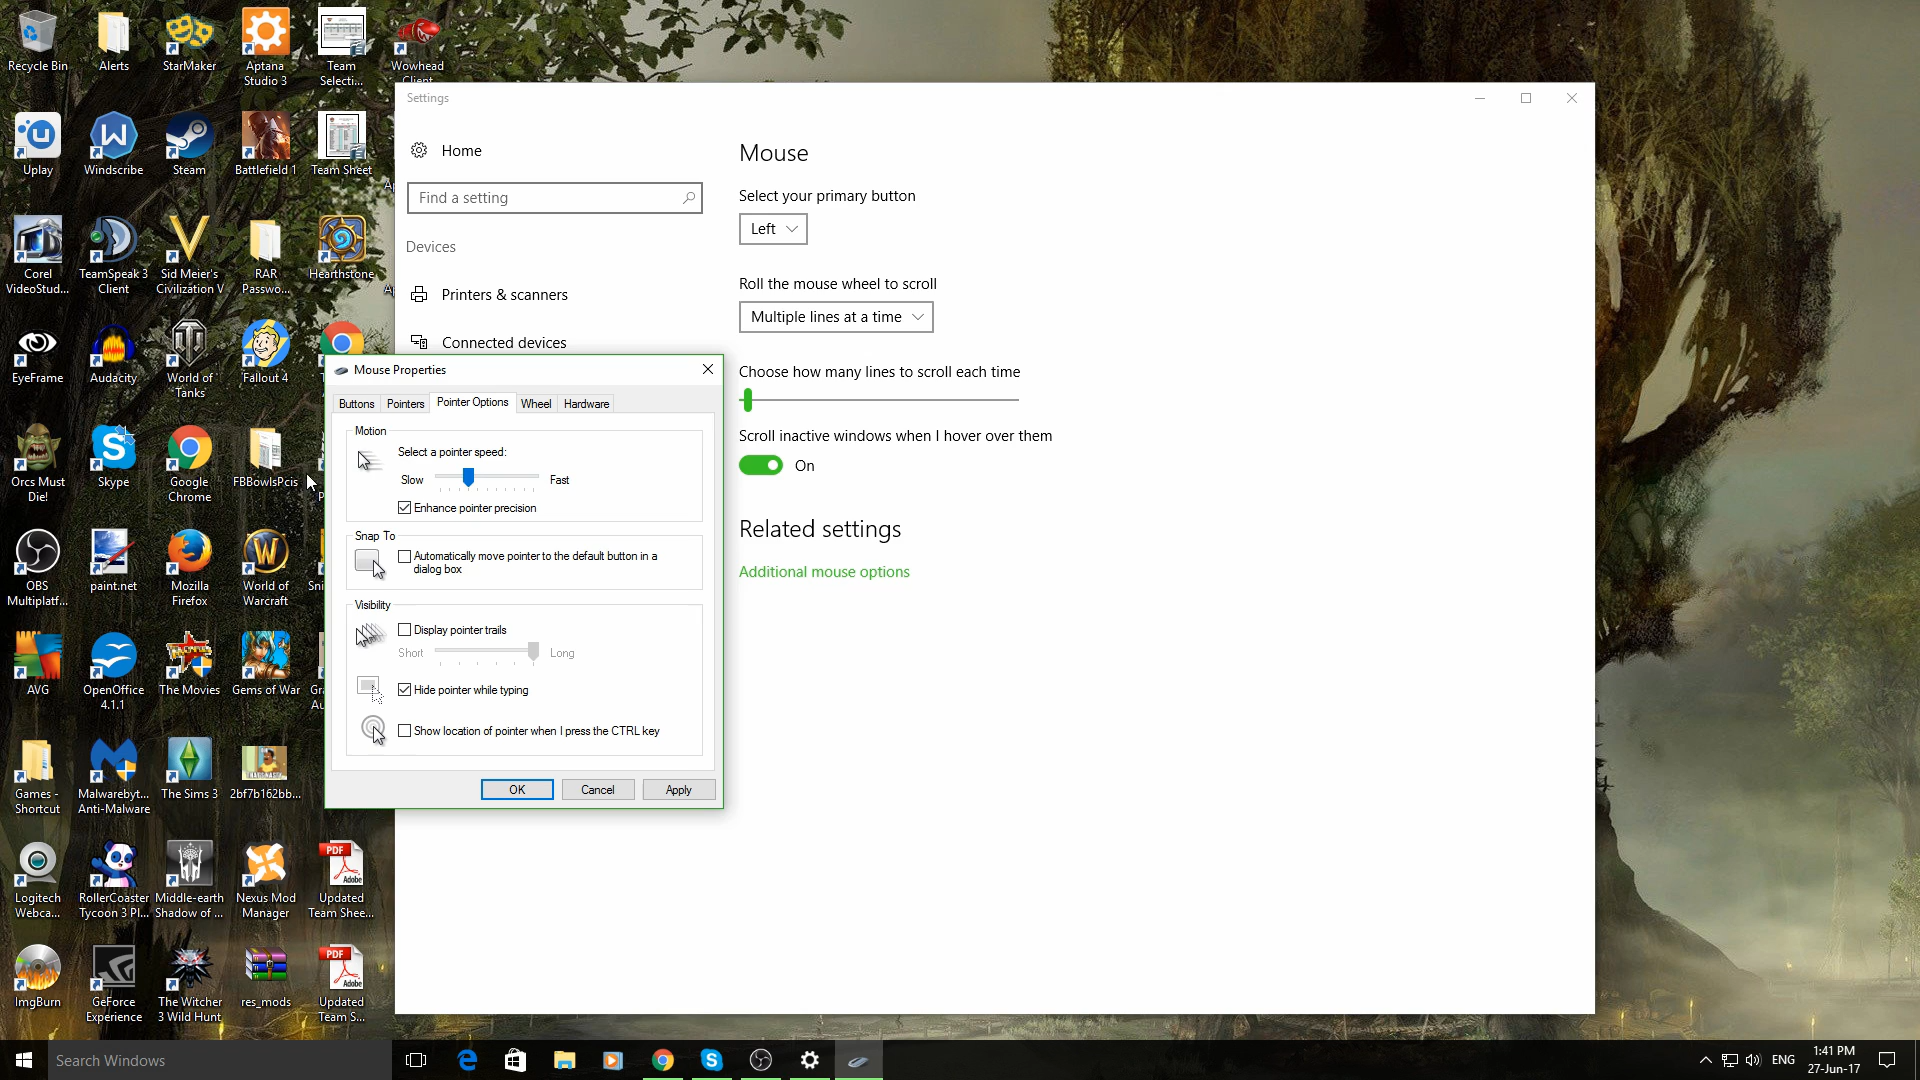 Recycle Bin
Alerts
StarMaker
Aptana
Studio 3
Team
Selecti...
Wowhead
Client
Uplay
Windscribe
Steam
Battlefield 1
Team Sheet
Corel
VideoStud...
TeamSpeak 3
Client
Sid Meier's
Civilization V
RAR
Passwo...
Hearthstone
EyeFrame
Audacity
World of
Tanks
Fallout 4
Orcs Must
Die!
Skype
Google
Chrome
FBBowlsPcis
OBS
Multiplatf...
paint.net
Mozilla
Firefox
World of
Warcraft
AVG
OpenOffice
4.1.1
The Movies
Gems of War
Games -
Shortcut
Malwarebyt...
Anti-Malware
The Sims 3
2bf7b162bb...
Logitech
Webca...
RollerCoaster
Tycoon 3 Pl...
Middle-earth
Shadow of ...
Nexus Mod
Manager
PDF
Adobe
Updated
Team Shee...
ImgBurn
GeForce
Experience
The Witcher
3 Wild Hunt
res_mods
PDF
Adobe
Updated
Team S...
Settings
Home
Find a setting
Devices
Printers & scanners
Connected devices
Mouse
Select your primary button
Left
Roll the mouse wheel to scroll
Multiple lines at a time
Choose how many lines to scroll each time
Scroll inactive windows when I hover over them
On
Related settings
Additional mouse options
Mouse Properties
Buttons Pointers Pointer Options Wheel Hardware
Motion
Select a pointer speed:
Slow Fast
Enhance pointer precision
Snap To
Automatically move pointer to the default button in a
dialog box
Visibility
Display pointer trails
Short Long
Hide pointer while typing
Show location of pointer when I press the CTRL key
OK Cancel Apply
Search Windows
ENG
1:41 PM
27-Jun-17